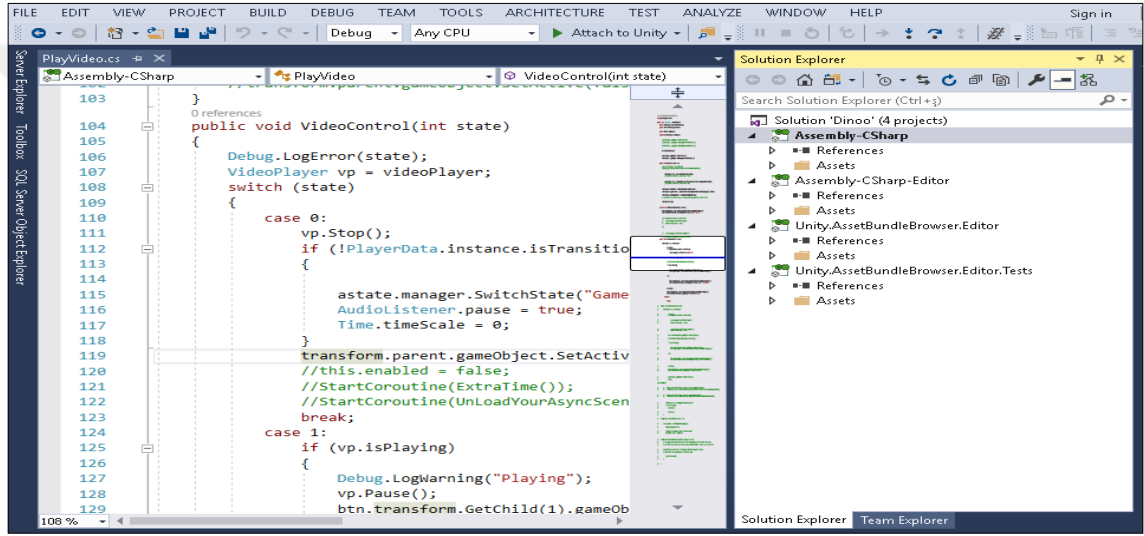 FILE EDIT VIEW PROJECT BUILD DEBUG TEAM TOOLS ARCHITECTURE TEST ANALYZE WINDOW HELP Sign in
Debug Any CPU Attach to Unity
Server Explorer
Toolbox
SQL Server Object Explorer
PlayVideo.cs
Assembly-CSharp PlayVideo VideoControl(int state)
103 }
0 references
104 public void VideoControl(int state)
105 {
106 Debug.LogError(state);
107 VideoPlayer vp = videoPlayer;
108 switch (state)
109 {
110 case 0:
111 vp.Stop();
112 if (!PlayerData.instance.isTransitio
113 {
114
115 astate.manager.SwitchState("Game
116 AudioListener.pause = true;
117 Time.timeScale = 0;
118 }
119 transform.parent.gameObject.SetActiv
120 //this.enabled = false;
121 //StartCoroutine(ExtraTime());
122 //StartCoroutine(UnLoadYourAsyncScen
123 break;
124 case 1:
125 if (vp.isPlaying)
126 {
127 Debug.LogWarning("Playing");
128 vp.Pause();
129 btn.transform.GetChild(1).gameOb
108 %
Solution Explorer
Search Solution Explorer (Ctrl+ş)
Solution 'Dinoo' (4 projects)
Assembly-CSharp
References
Assets
Assembly-CSharp-Editor
References
Assets
Unity.AssetBundleBrowser.Editor
References
Assets
Unity.AssetBundleBrowser.Editor.Tests
References
Assets
Solution Explorer Team Explorer